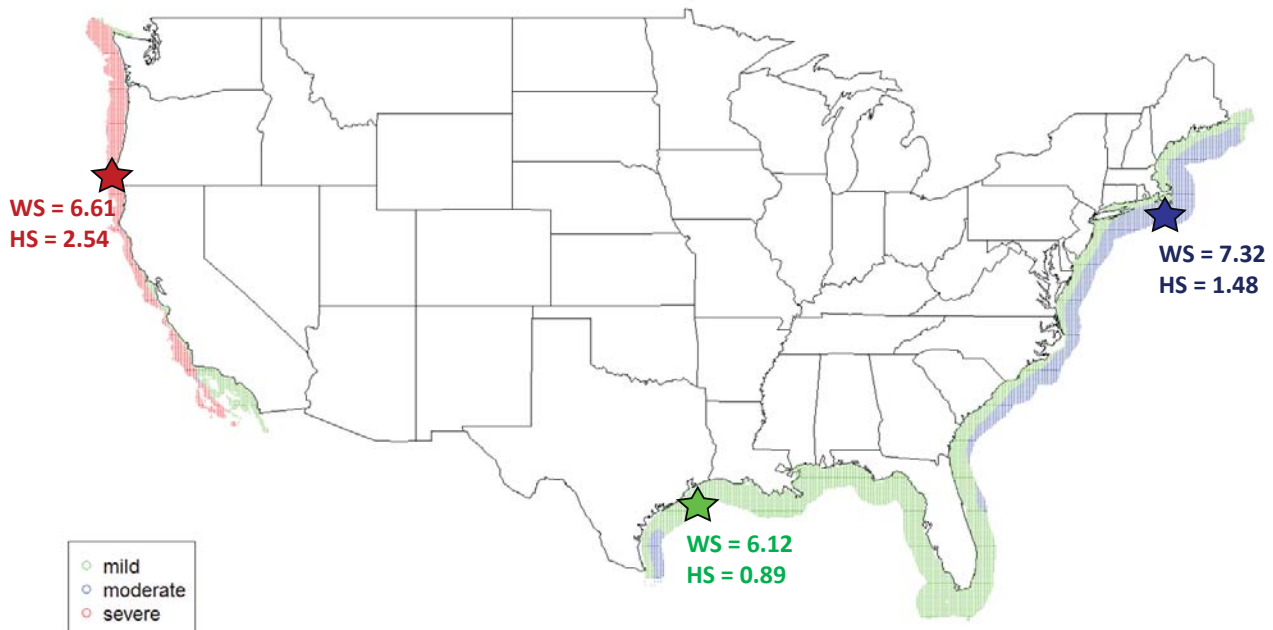 WS = 6.61
HS = 2.54
WS = 7.32
HS = 1.48
WS = 6.12
HS = 0.89
mild
moderate
severe